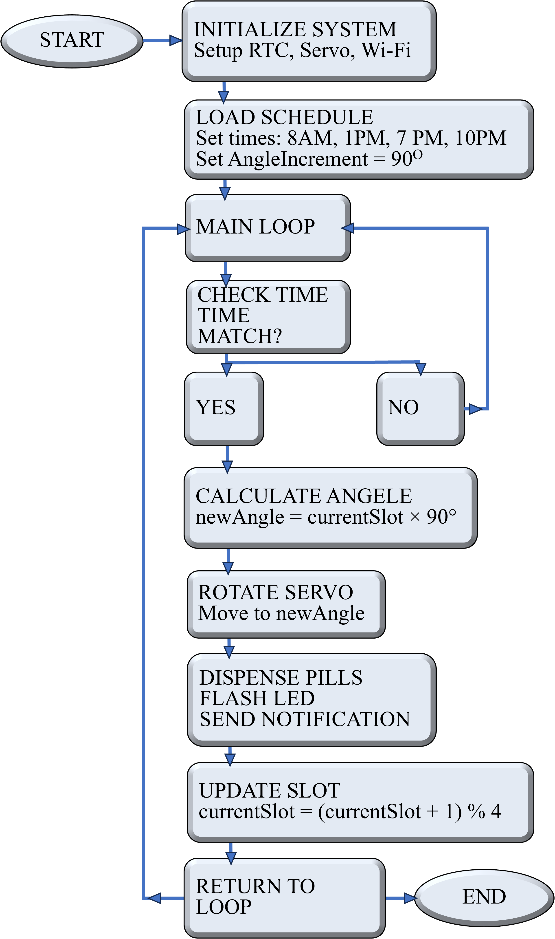 START
INITIALIZE SYSTEM
Setup RTC, Servo, Wi-Fi
LOAD SCHEDULE
Set times: 8AM, 1PM, 7 PM, 10PM
Set AngleIncrement = 90⁰
MAIN LOOP
CHECK TIME
TIME
MATCH?
YES
NO
CALCULATE ANGELE
newAngle = currentSlot × 90°
ROTATE SERVO
Move to newAngle
DISPENSE PILLS
FLASH LED
SEND NOTIFICATION
UPDATE SLOT
currentSlot = (currentSlot + 1) % 4
RETURN TO
LOOP
END